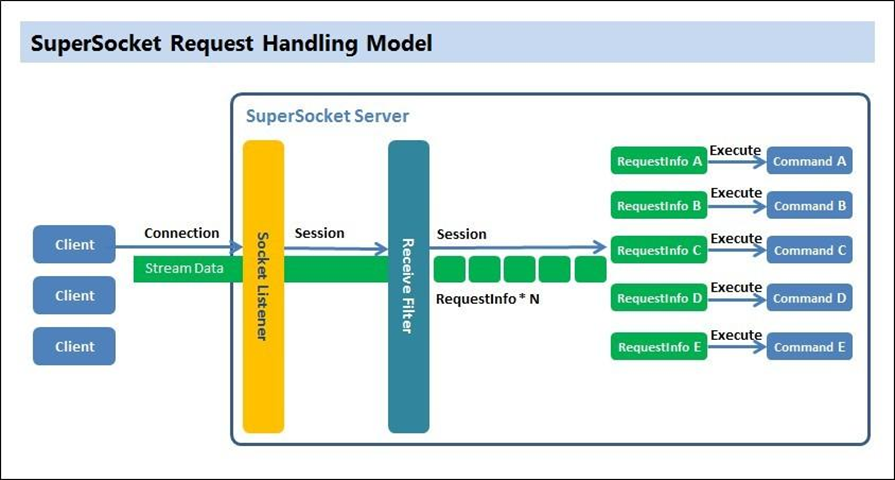 SuperSocket Request Handling Model
SuperSocket Server
Client
Client
Client
Connection
Stream Data
Socket Listener
Session
Receive Filter
Session
RequestInfo * N
RequestInfo A
Execute
Command A
RequestInfo B
Execute
Command B
RequestInfo C
Execute
Command C
RequestInfo D
Execute
Command D
RequestInfo E
Execute
Command E